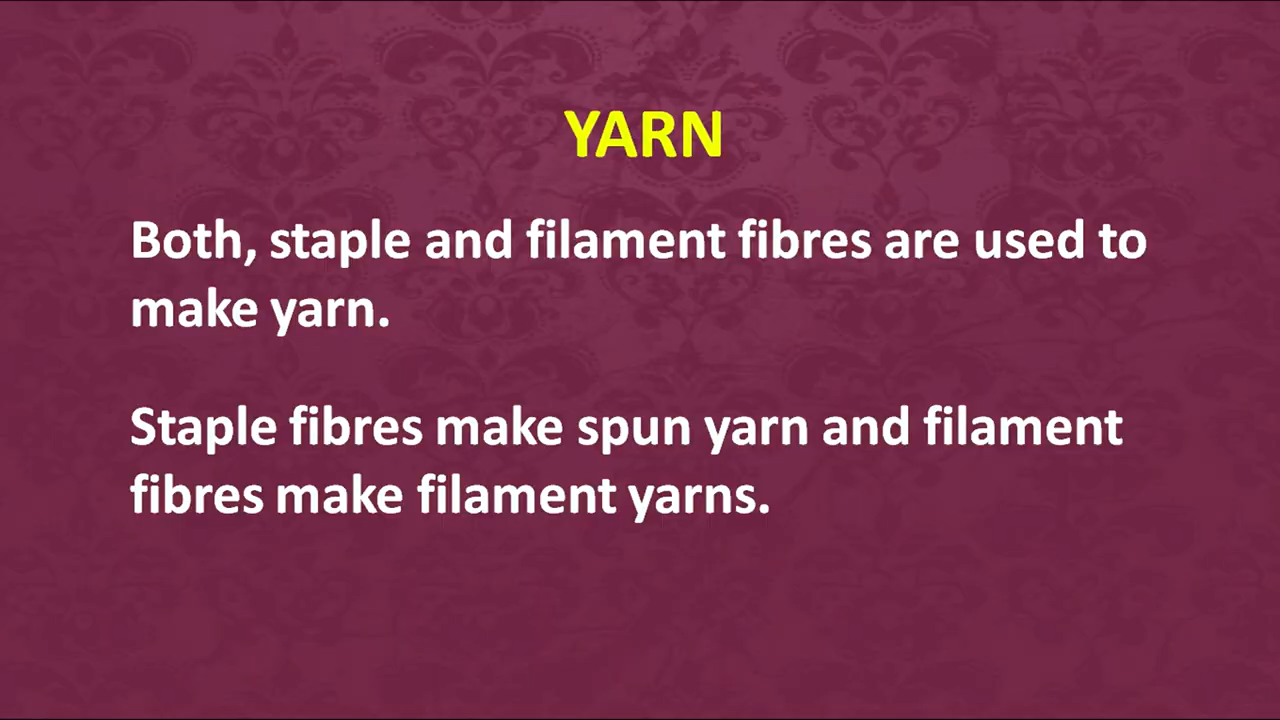 YARN
Both, staple and filament fibres are used to
make yarn.
Staple fibres make spun yarn and filament
fibres make filament yarns.